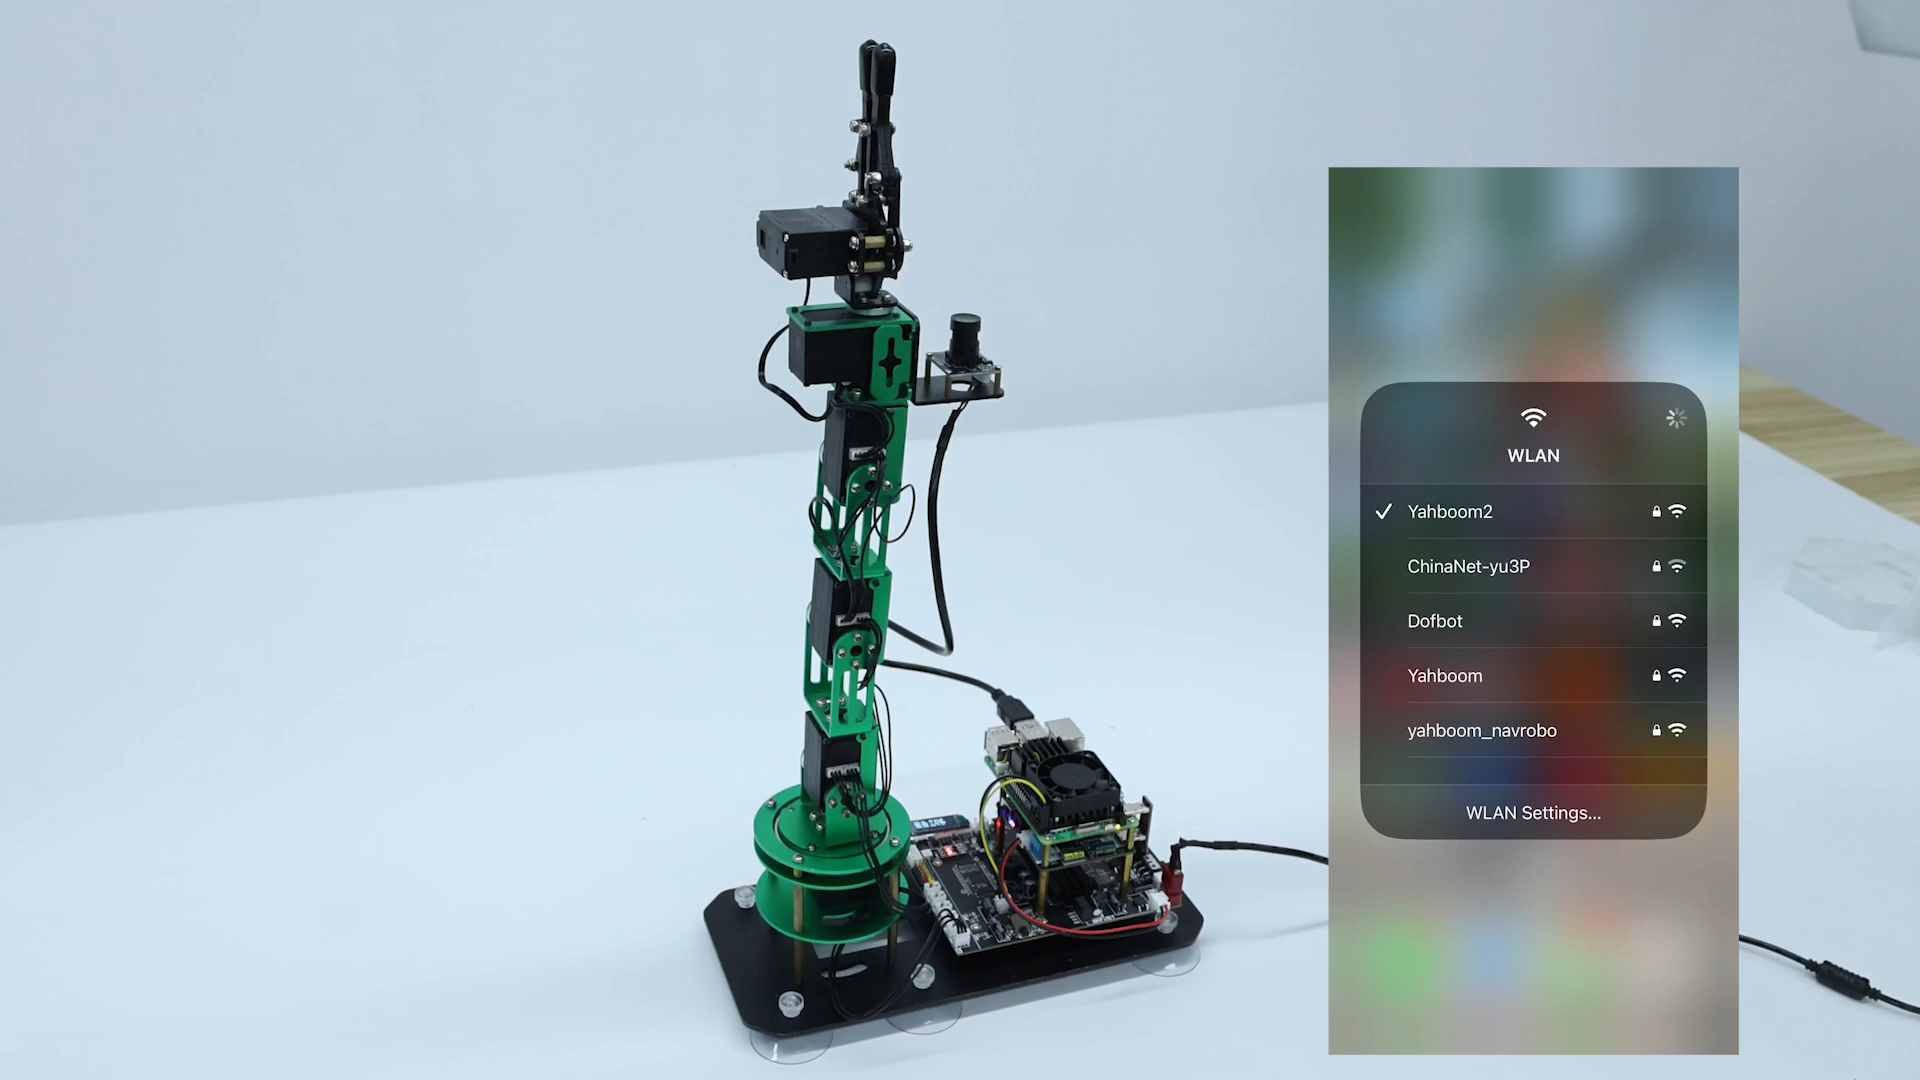 WLAN
Yahboom2
ChinaNet-yu3P
Dofbot
Yahboom
yahboom_navrobo
WLAN Settings...